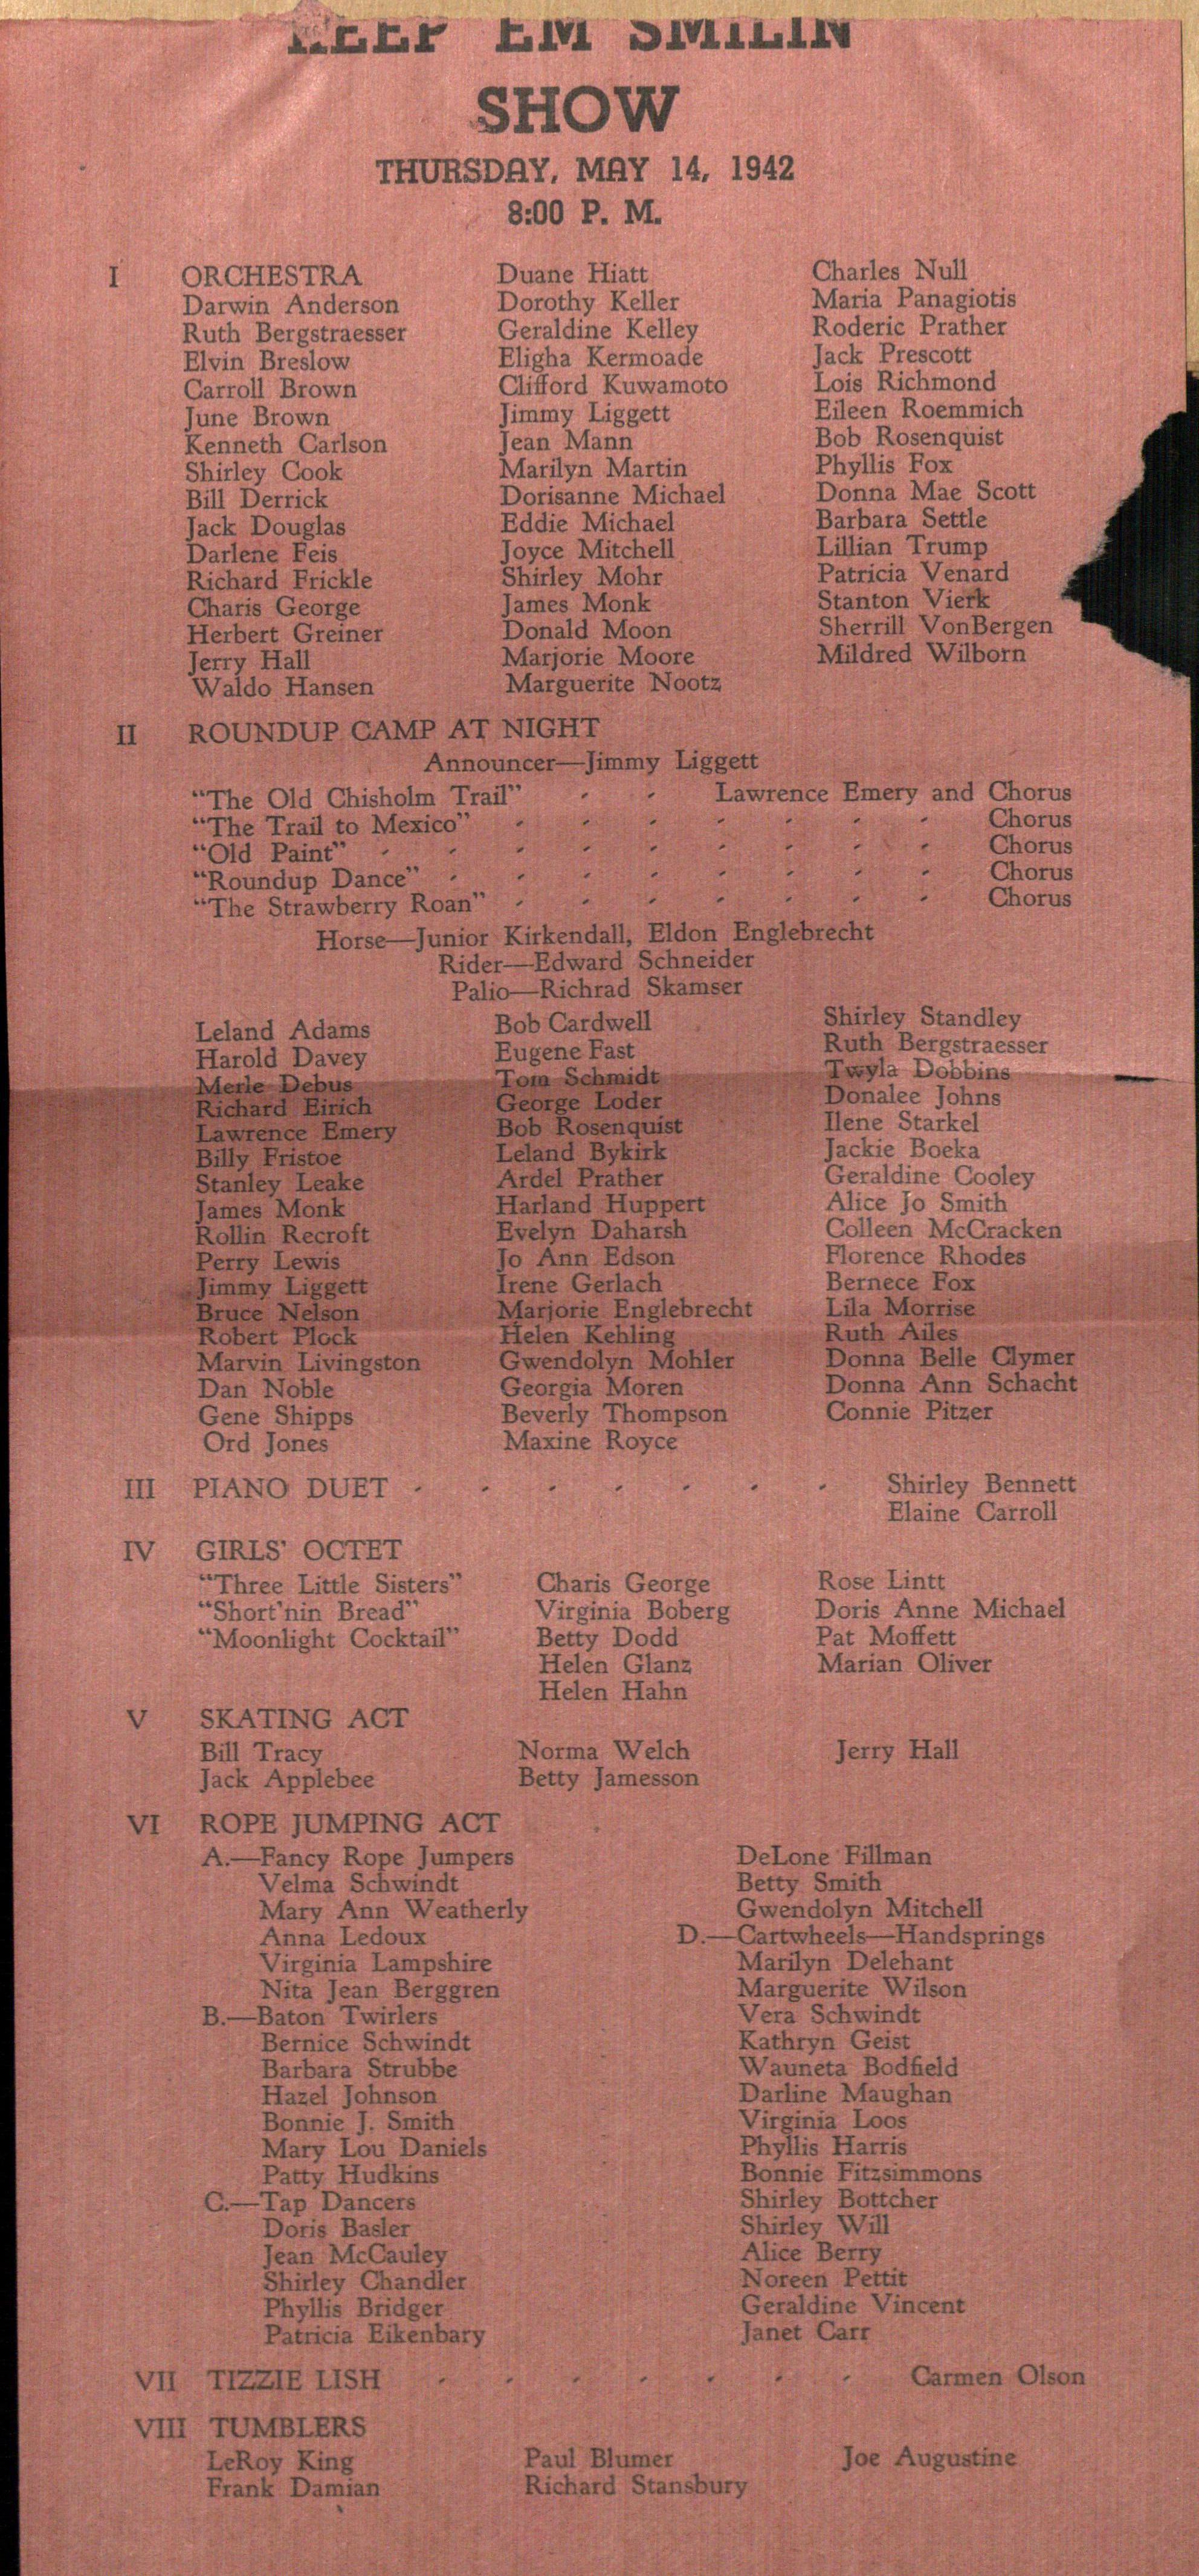 KEEP 'EM SMILIN
SHOW
THURSDAY, MAY 14, 1942
8:00 P. M.
I ORCHESTRA
Darwin Anderson
Ruth Bergstraesser
Elvin Breslow
Carroll Brown
June Brown
Kenneth Carlson
Shirley Cook
Bill Derrick
Jack Douglas
Darlene Feis
Richard Frickle
Charis George
Herbert Greiner
Jerry Hall
Waldo Hansen
Duane Hiatt
Dorothy Keller
Geraldine Kelley
Eligha Kermoade
Clifford Kuwamoto
Jimmy Liggett
Jean Mann
Marilyn Martin
Dorisanne Michael
Eddie Michael
Joyce Mitchell
Shirley Mohr
James Monk
Donald Moon
Marjorie Moore
Marguerite Nootz
Charles Null
Maria Panagiotis
Roderic Prather
Jack Prescott
Lois Richmond
Eileen Roemmich
Bob Rosenquist
Phyllis Fox
Donna Mae Scott
Barbara Settle
Lillian Trump
Patricia Venard
Stanton Vierk
Sherrill VonBergen
Mildred Wilborn
II ROUNDUP CAMP AT NIGHT
Announcer—Jimmy Liggett
"The Old Chisholm Trail" - - Lawrence Emery and Chorus
"The Trail to Mexico" - - - - - - - Chorus
"Old Paint" - - - - - - - - - Chorus
"Roundup Dance" - - - - - - - - Chorus
"The Strawberry Roan" - - - - - - - Chorus
Horse—Junior Kirkendall, Eldon Englebrecht
Rider—Edward Schneider
Palio—Richrad Skamser
Leland Adams
Harold Davey
Merle Debus
Richard Eirich
Lawrence Emery
Billy Fristoe
Stanley Leake
James Monk
Rollin Recroft
Perry Lewis
Jimmy Liggett
Bruce Nelson
Robert Plock
Marvin Livingston
Dan Noble
Gene Shipps
Ord Jones
Bob Cardwell
Eugene Fast
Tom Schmidt
George Loder
Bob Rosenquist
Leland Bykirk
Ardel Prather
Harland Huppert
Evelyn Daharsh
Jo Ann Edson
Irene Gerlach
Marjorie Englebrecht
Helen Kehling
Gwendolyn Mohler
Georgia Moren
Beverly Thompson
Maxine Royce
Shirley Standley
Ruth Bergstraesser
Twyla Dobbins
Donalee Johns
Ilene Starkel
Jackie Boeka
Geraldine Cooley
Alice Jo Smith
Colleen McCracken
Florence Rhodes
Bernece Fox
Lila Morrise
Ruth Ailes
Donna Belle Clymer
Donna Ann Schacht
Connie Pitzer
III PIANO DUET - - - - - - - Shirley Bennett
Elaine Carroll
IV GIRLS' OCTET
"Three Little Sisters"
"Short'nin Bread"
"Moonlight Cocktail"
Charis George
Virginia Boberg
Betty Dodd
Helen Glanz
Helen Hahn
Rose Lintt
Doris Anne Michael
Pat Moffett
Marian Oliver
V SKATING ACT
Bill Tracy
Jack Applebee
Norma Welch
Betty Jamesson
Jerry Hall
VI ROPE JUMPING ACT
A.—Fancy Rope Jumpers
Velma Schwindt
Mary Ann Weatherly
Anna Ledoux
Virginia Lampshire
Nita Jean Berggren
B.—Baton Twirlers
Bernice Schwindt
Barbara Strubbe
Hazel Johnson
Bonnie J. Smith
Mary Lou Daniels
Patty Hudkins
C.—Tap Dancers
Doris Basler
Jean McCauley
Shirley Chandler
Phyllis Bridger
Patricia Eikenbary
DeLone Fillman
Betty Smith
Gwendolyn Mitchell
D.—Cartwheels—Handsprings
Marilyn Delehant
Marguerite Wilson
Vera Schwindt
Kathryn Geist
Wauneta Bodfield
Darline Maughan
Virginia Loos
Phyllis Harris
Bonnie Fitzsimmons
Shirley Bottcher
Shirley Will
Alice Berry
Noreen Pettit
Geraldine Vincent
Janet Carr
VII TIZZIE LISH - - - - - - - Carmen Olson
VIII TUMBLERS
LeRoy King
Frank Damian
Paul Blumer
Richard Stansbury
Joe Augustine